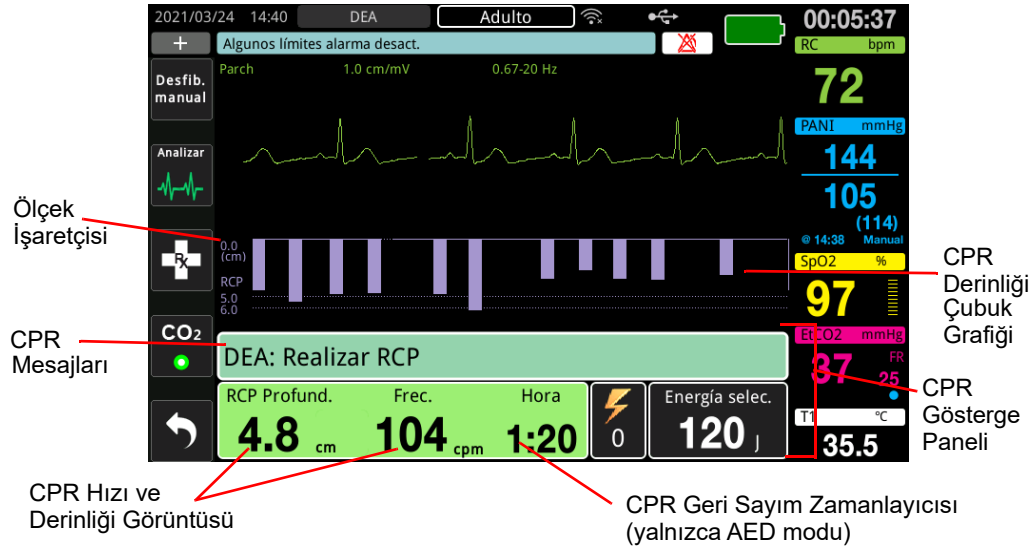 2021/03/24 14:40 DEA Adulto 00:05:37
+ Algunos límites alarma desact. RC bpm
Desfib.
manual
Parch 1.0 cm/mV 0.67-20 Hz
72
PANI mmHg
144
105
(114)
@ 14:38 Manual
Analizar
Ölçek
İşaretçisi
0.0
(cm)
RCP
5.0
6.0
Rx
SpO2 %
97
CPR
Derinliği
Çubuk
Grafiği
CO2
CPR
Mesajları
DEA: Realizar RCP
EtCO2 mmHg
37 FR
25
CPR
Gösterge
Paneli
RCP Profund. Frec. Hora
4.8 cm 104 cpm 1:20
0
Energía selec.
120 J
T1 °C
35.5
CPR Hızı ve
Derinliği Görüntüsü
CPR Geri Sayım Zamanlayıcısı
(yalnızca AED modu)